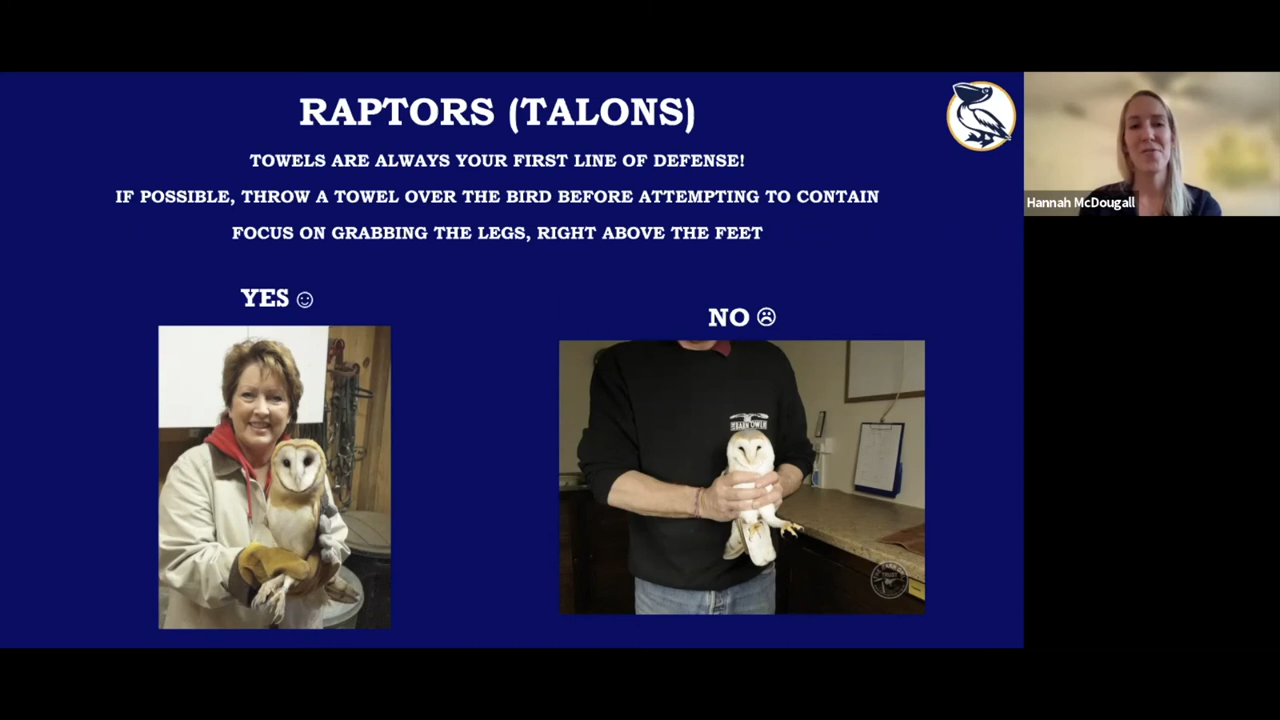 RAPTORS (TALONS)
TOWELS ARE ALWAYS YOUR FIRST LINE OF DEFENSE!
IF POSSIBLE, THROW A TOWEL OVER THE BIRD BEFORE ATTEMPTING TO CONTAIN
FOCUS ON GRABBING THE LEGS, RIGHT ABOVE THE FEET
YES ☺
NO ☹
Hannah McDougall